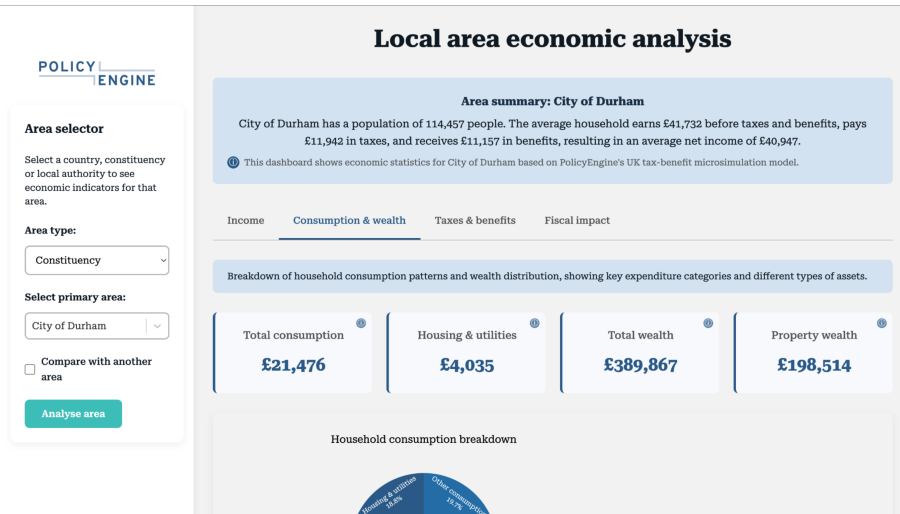 POLICY
ENGINE
Area selector
Select a country, constituency
or local authority to see
economic indicators for that
area.
Area type:
Constituency
Select primary area:
City of Durham
Compare with another
area
Analyse area
Local area economic analysis
Area summary: City of Durham
City of Durham has a population of 114,457 people. The average household earns £41,732 before taxes and benefits, pays
£11,942 in taxes, and receives £11,157 in benefits, resulting in an average net income of £40,947.
This dashboard shows economic statistics for City of Durham based on PolicyEngine's UK tax-benefit microsimulation model.
Income
Consumption & wealth
Taxes & benefits
Fiscal impact
Breakdown of household consumption patterns and wealth distribution, showing key expenditure categories and different types of assets.
Total consumption
£21,476
Housing & utilities
£4,035
Total wealth
£389,867
Property wealth
£198,514
Household consumption breakdown
Housing & utilities
18.8%
Other consumption
19.7%